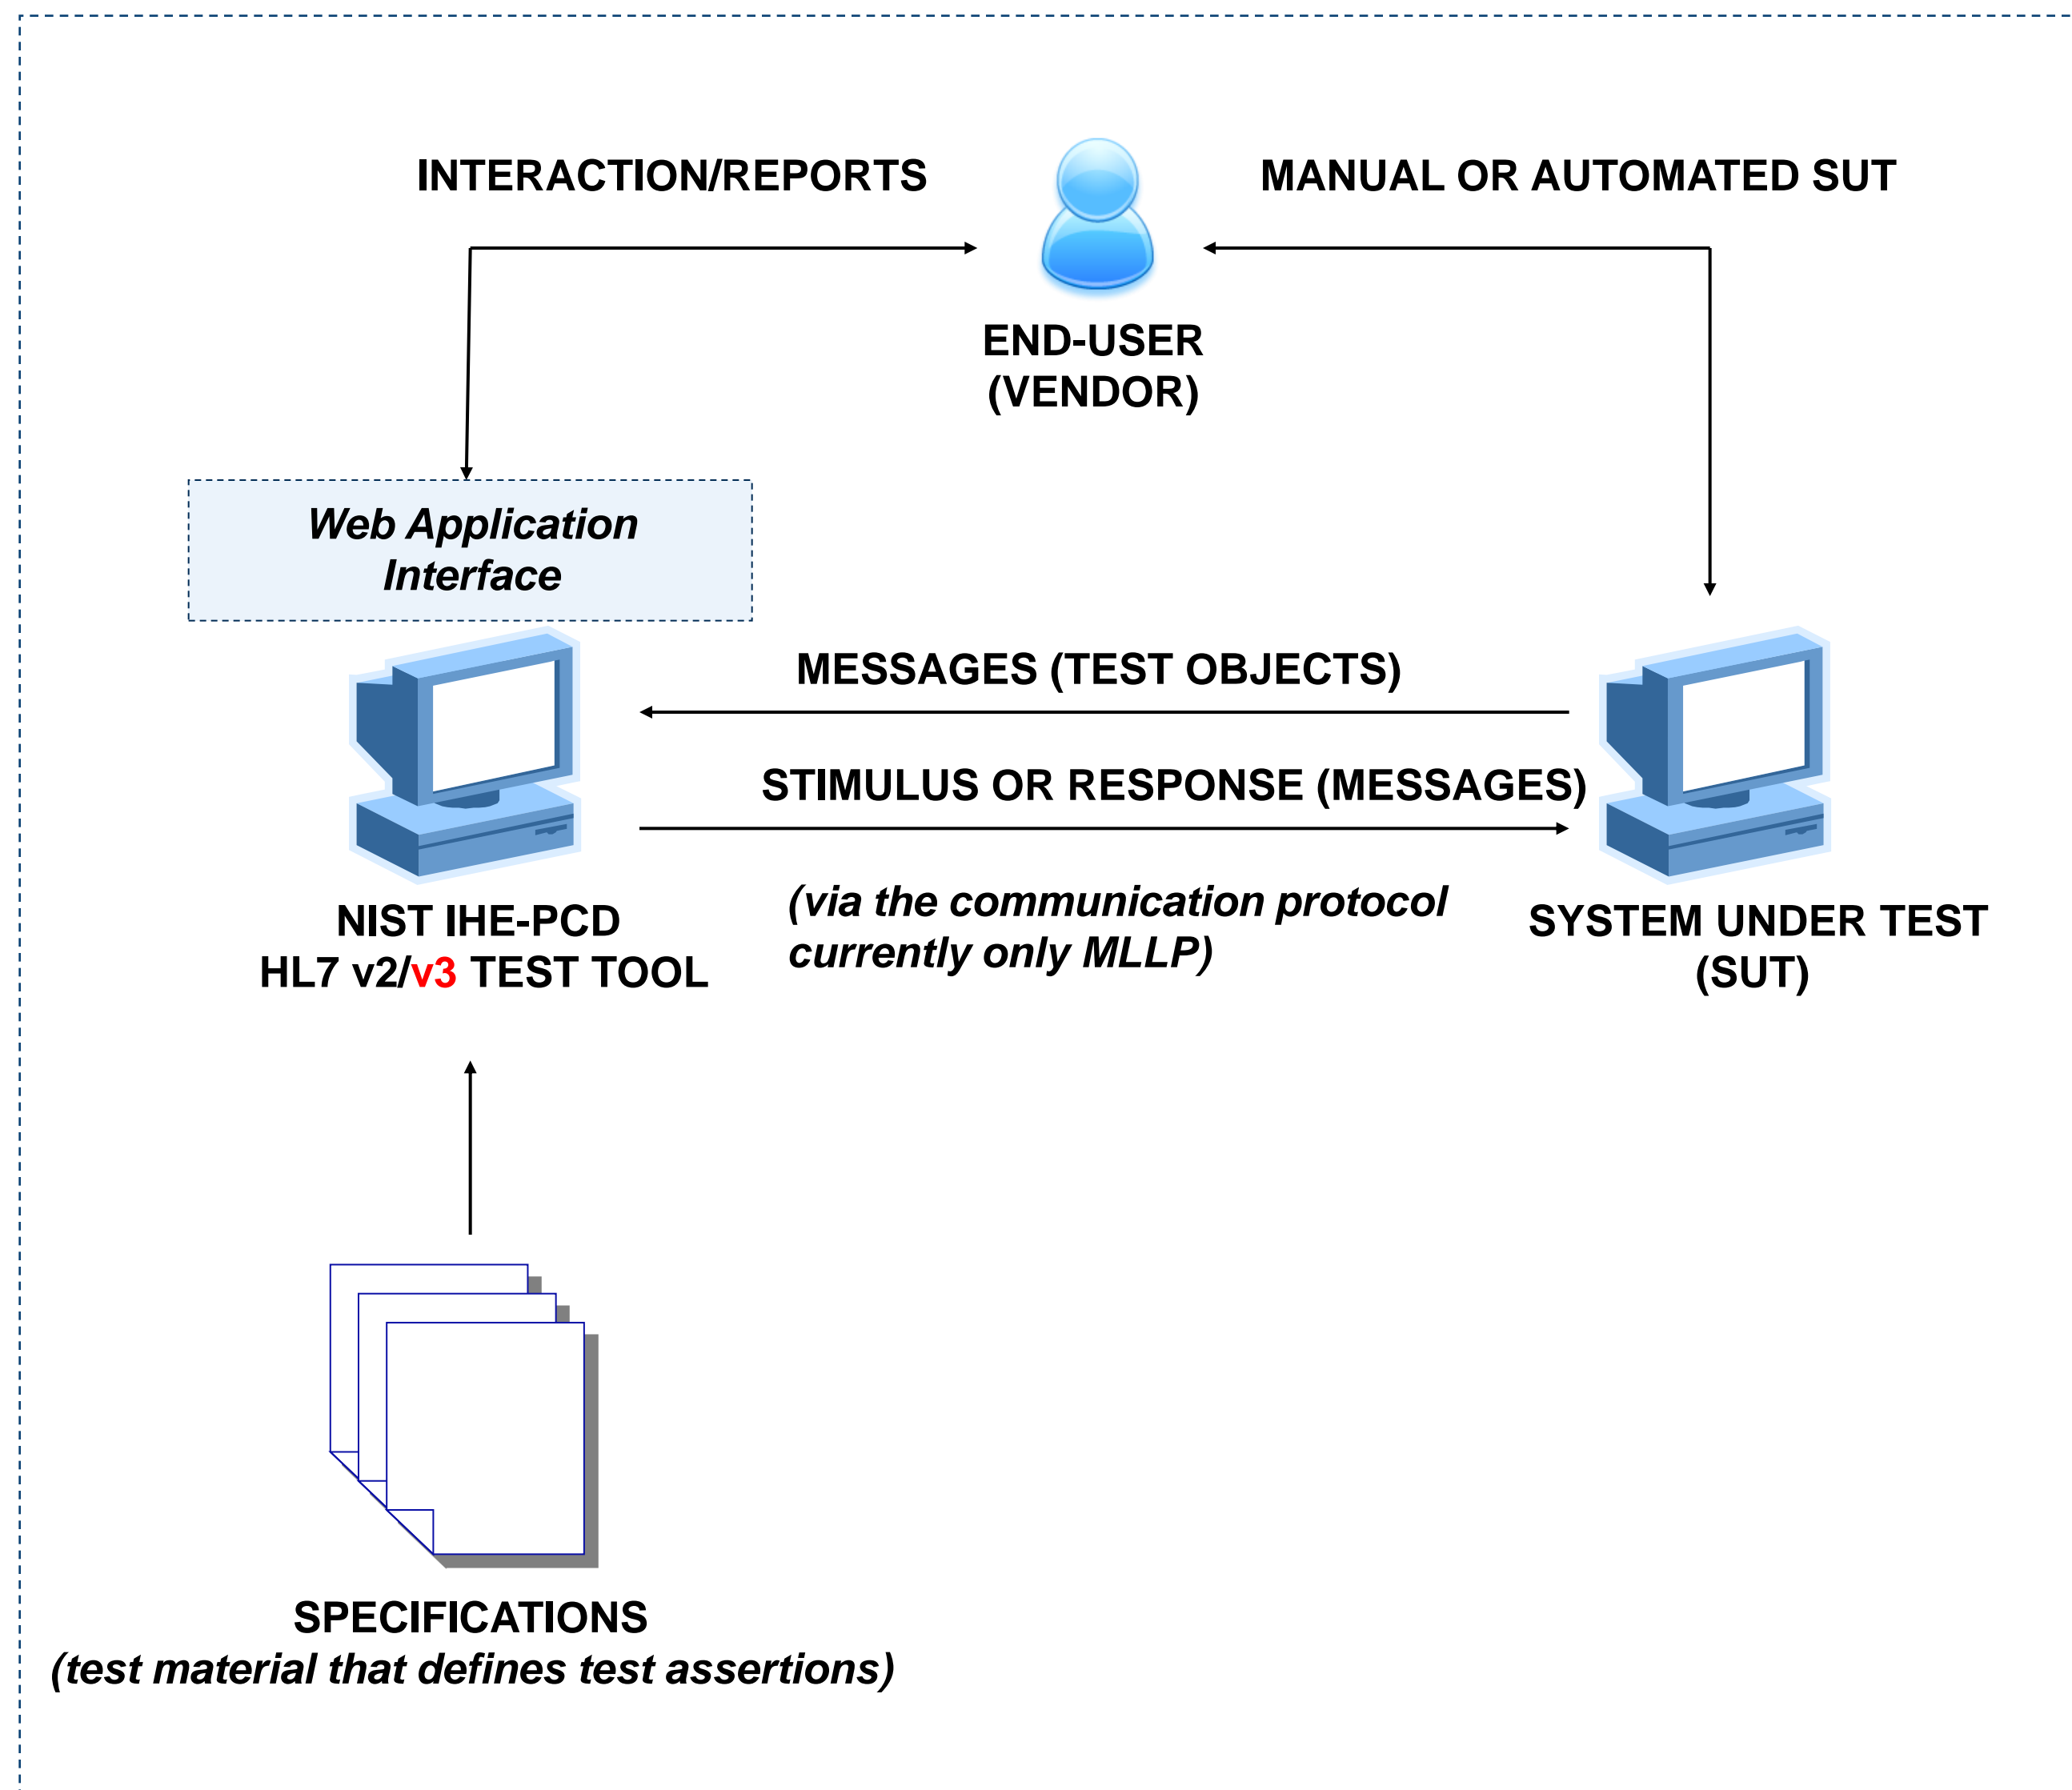 INTERACTION/REPORTS
MANUAL OR AUTOMATED SUT
END-USER
(VENDOR)
Web Application
Interface
MESSAGES (TEST OBJECTS)
STIMULUS OR RESPONSE (MESSAGES)
(via the communication protocol
currently only MLLP)
NIST IHE-PCD
HL7 v2/v3 TEST TOOL
SYSTEM UNDER TEST
(SUT)
SPECIFICATIONS
(test material that defines test assertions)